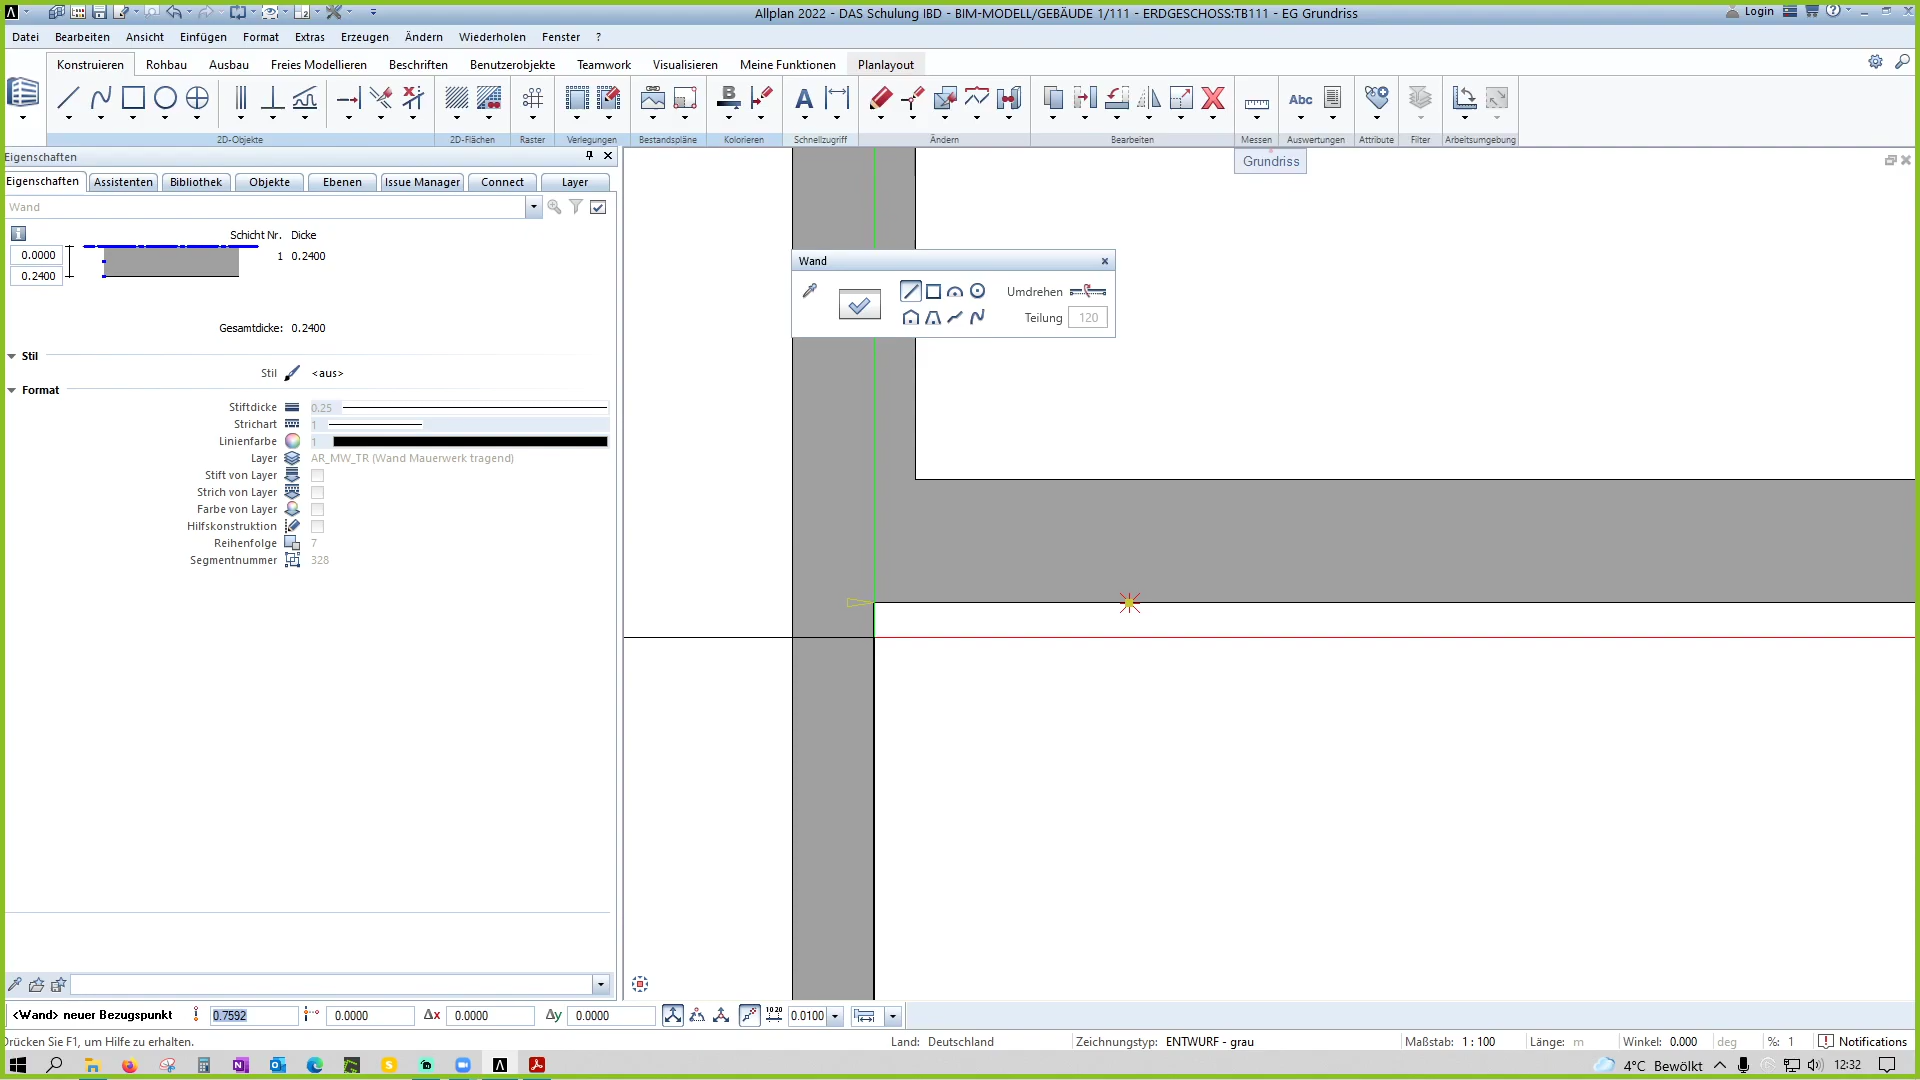 Allplan 2022 - DAS Schulung IBD - BIM-MODELL/GEBÄUDE 1/111 - ERDGESCHOSS:TB111 - EG Grundriss
Login
Datei Bearbeiten Ansicht Einfügen Format Extras Erzeugen Ändern Wiederholen Fenster ?
Konstruieren Rohbau Ausbau Freies Modellieren Beschriften Benutzerobjekte Teamwork Visualisieren Meine Funktionen Planlayout
2D-Objekte 2D-Flächen Raster Verlegungen Bestandspläne Kolorieren Schnellzugriff Ändern Bearbeiten Messen Auswertungen Attribute Filter Arbeitsumgebung
Eigenschaften
Grundriss
Eigenschaften Assistenten Bibliothek Objekte Ebenen Issue Manager Connect Layer
Wand
Schicht Nr. Dicke
0.0000
1 0.2400
0.2400
Gesamtdicke: 0.2400
Stil
Stil <aus>
Format
Stiftdicke 0.25
Strichart 1
Linienfarbe 1
Layer AR_MW_TR (Wand Mauerwerk tragend)
Stift von Layer
Strich von Layer
Farbe von Layer
Hilfskonstruktion
Reihenfolge 7
Segmentnummer 328
Wand
Umdrehen
Teilung 120
<Wand> neuer Bezugspunkt 0.7592 0.0000 Δx 0.0000 Δy 0.0000 0.0100
Drücken Sie F1, um Hilfe zu erhalten.
Land: Deutschland Zeichnungstyp: ENTWURF - grau Maßstab: 1 : 100 Länge: m Winkel: 0.000 deg %: 1 Notifications
4°C Bewölkt 12:32